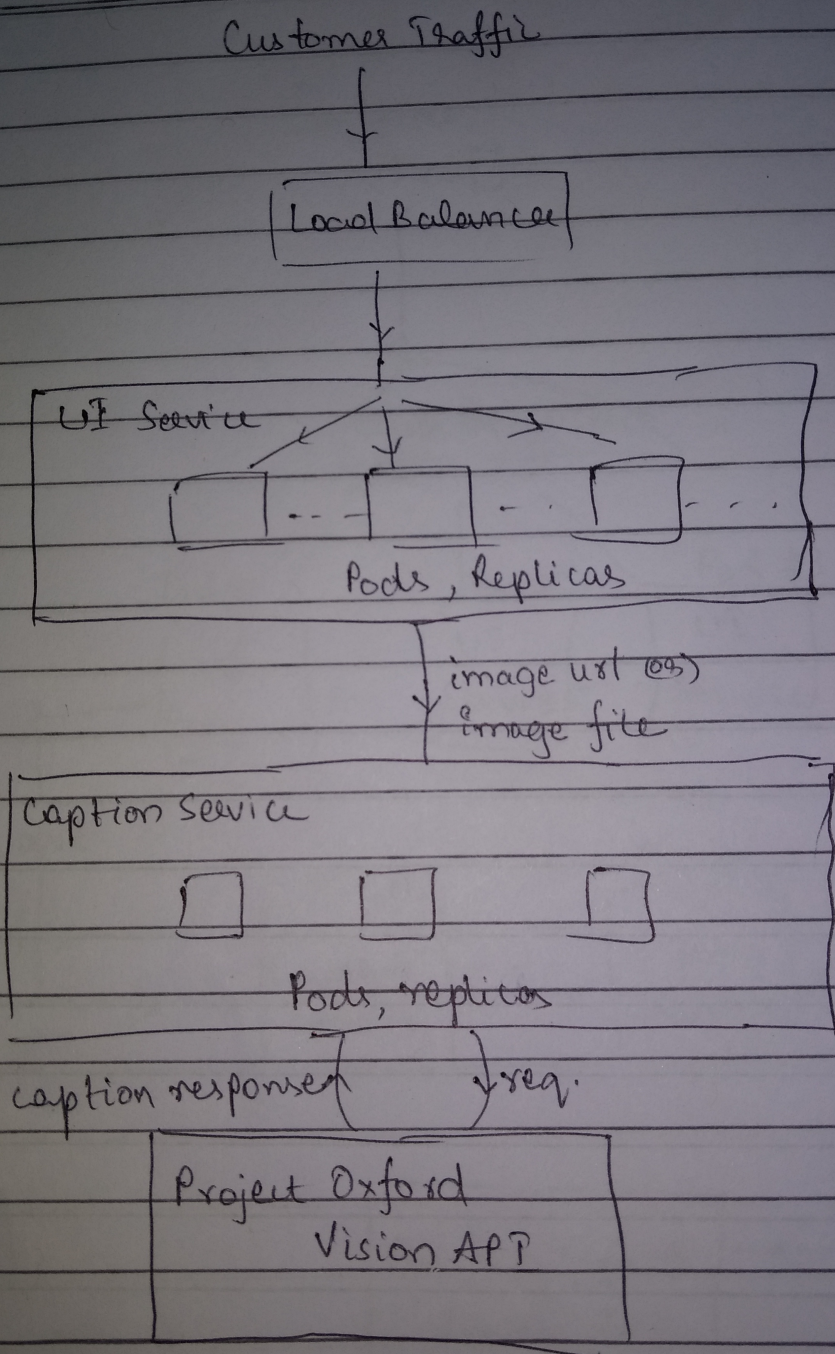 Customer Traffic
Load Balancer
UI Service
Pods, Replicas
image url (or)
image file
Caption Service
Pods, replicas
caption response
req.
Project Oxford
Vision API